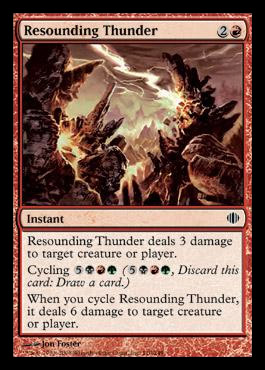 Resounding Thunder 2
Instant
Resounding Thunder deals 3 damage
to target creature or player.
Cycling 5 (5, Discard this
card: Draw a card.)
When you cycle Resounding Thunder,
it deals 6 damage to target creature
or player.
Jon Foster